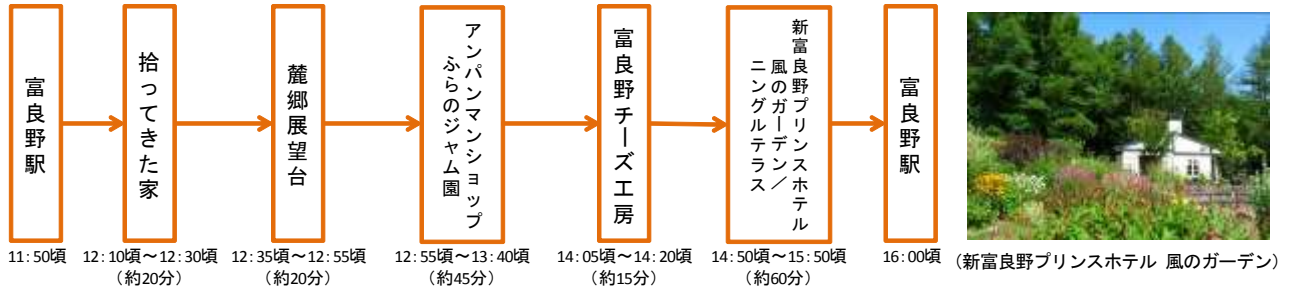 富良野駅
11:50頃
拾ってきた家
12:10頃~12:30頃
(約20分)
麓郷展望台
12:35頃~12:55頃
(約20分)
アンパンマンショップ
ふらのジャム園
12:55頃~13:40頃
(約45分)
富良野チーズ工房
14:05頃~14:20頃
(約15分)
新富良野プリンスホテル
風のガーデン/
ニングルテラス
14:50頃~15:50頃
(約60分)
富良野駅
16:00頃
(新富良野プリンスホテル 風のガーデン)